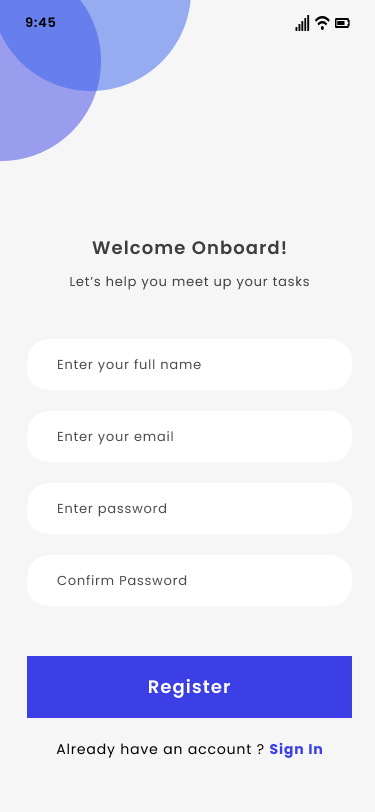 9:45
Welcome Onboard!
Let’s help you meet up your tasks
Enter your full name
Enter your email
Enter password
Confirm Password
Register
Already have an account ? Sign In